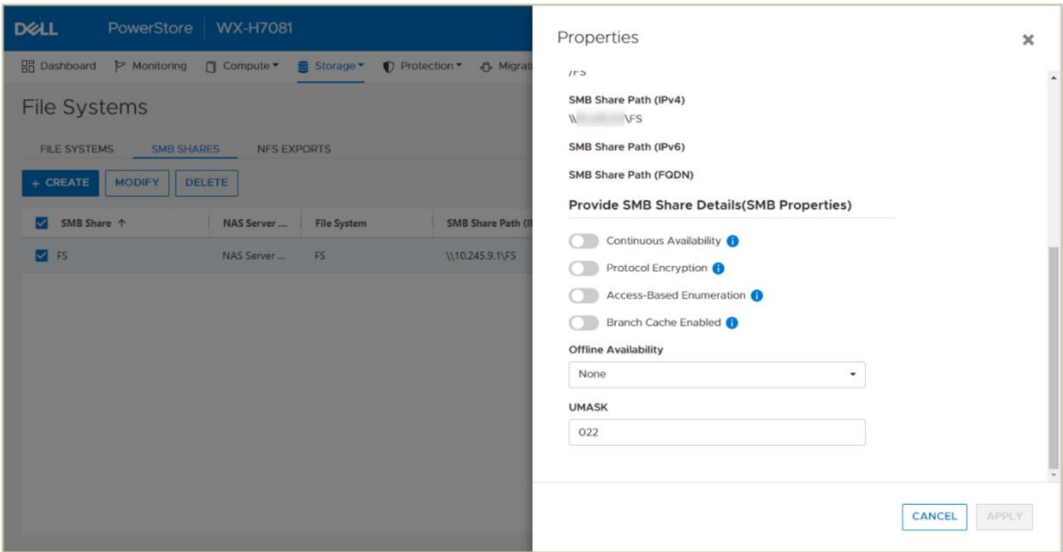 DELL PowerStore WX-H7081
Dashboard Monitoring Compute Storage Protection
File Systems
FILE SYSTEMS SMB SHARES NFS EXPORTS
+ CREATE MODIFY DELETE
SMB Share ↑ NAS Server ... File System SMB Share Path
FS NAS Server ... FS \\10.245.9.1\FS
Properties
/FS
SMB Share Path (IPv4)
\\ \FS
SMB Share Path (IPv6)
SMB Share Path (FQDN)
Provide SMB Share Details(SMB Properties)
Continuous Availability
Protocol Encryption
Access-Based Enumeration
Branch Cache Enabled
Offline Availability
None
UMASK
022
CANCEL APPLY